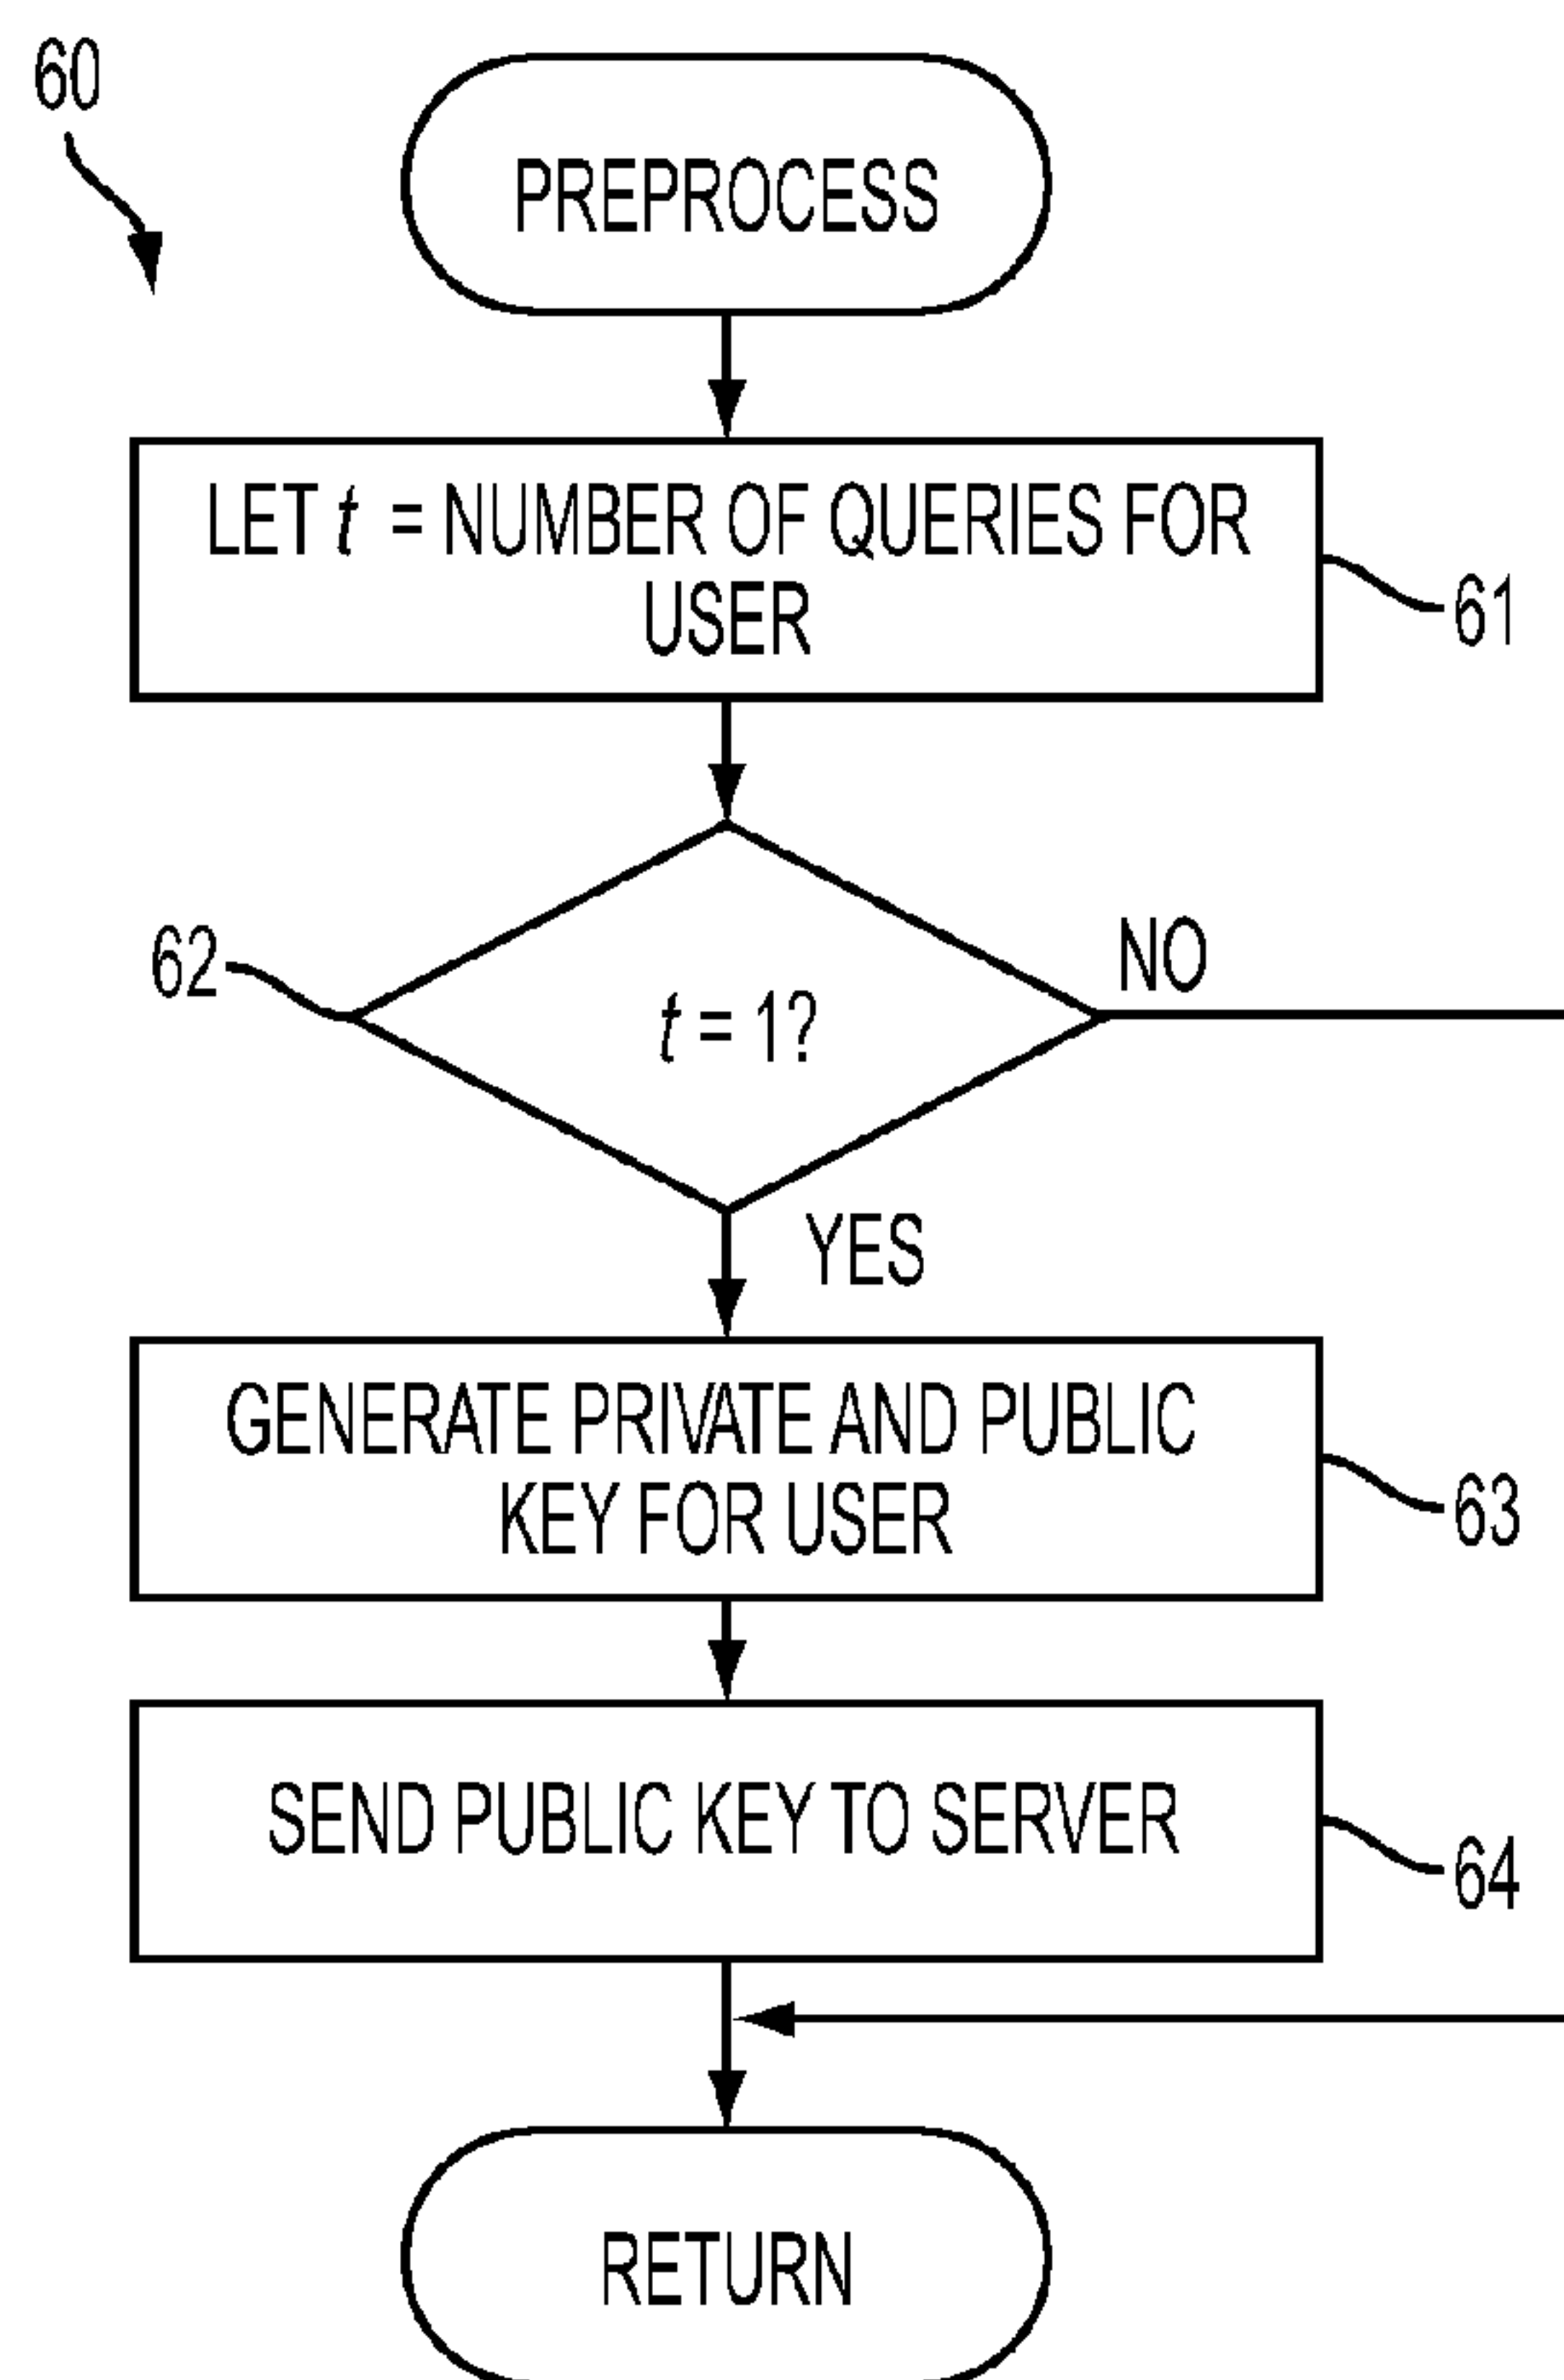 60
PREPROCESS
LET t = NUMBER OF QUERIES FOR
USER
61
62
t = 1?
NO
YES
GENERATE PRIVATE AND PUBLIC
KEY FOR USER
63
SEND PUBLIC KEY TO SERVER
64
RETURN